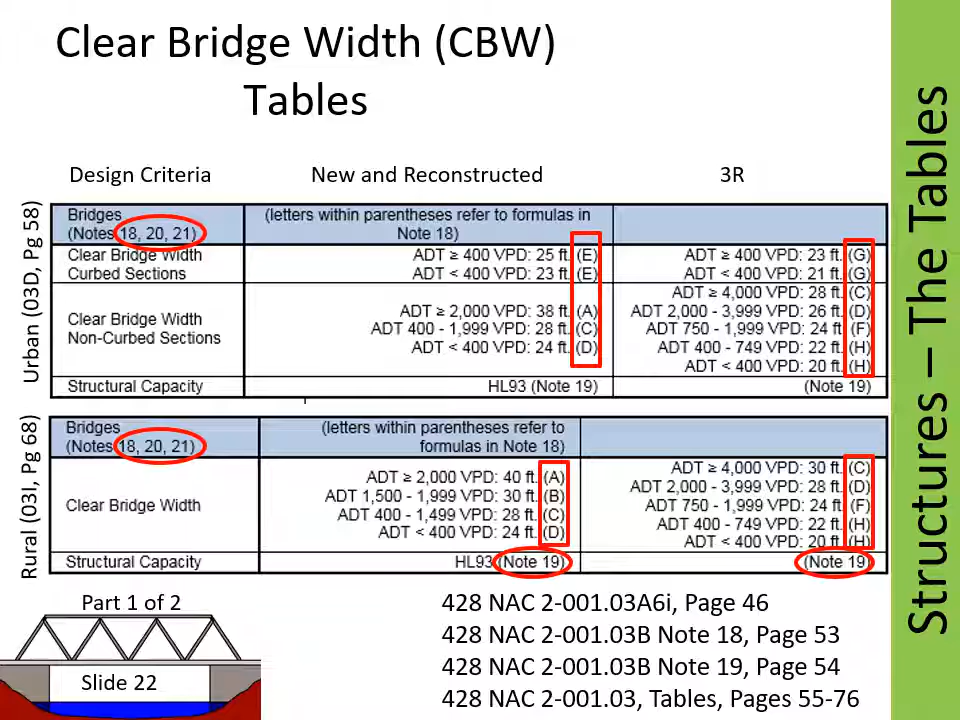 Clear Bridge Width (CBW)
Tables
Structures – The Tables
Design Criteria New and Reconstructed 3R
Urban (03D, Pg 58)
Bridges
(Notes 18, 20, 21)
(letters within parentheses refer to formulas in
Note 18)
Clear Bridge Width
Curbed Sections
ADT ≥ 400 VPD: 25 ft. (E)
ADT < 400 VPD: 23 ft. (E)
ADT ≥ 400 VPD: 23 ft. (G)
ADT < 400 VPD: 21 ft. (G)
Clear Bridge Width
Non-Curbed Sections
ADT ≥ 2,000 VPD: 38 ft. (A)
ADT 400 - 1,999 VPD: 28 ft. (C)
ADT < 400 VPD: 24 ft. (D)
ADT ≥ 4,000 VPD: 28 ft. (C)
ADT 2,000 - 3,999 VPD: 26 ft. (D)
ADT 750 - 1,999 VPD: 24 ft. (F)
ADT 400 - 749 VPD: 22 ft. (H)
ADT < 400 VPD: 20 ft. (H)
Structural Capacity HL93 (Note 19) (Note 19)
Rural (03I, Pg 68)
Bridges
(Notes 18, 20, 21)
(letters within parentheses refer to
formulas in Note 18)
Clear Bridge Width
ADT ≥ 2,000 VPD: 40 ft. (A)
ADT 1,500 - 1,999 VPD: 30 ft. (B)
ADT 400 - 1,499 VPD: 28 ft. (C)
ADT < 400 VPD: 24 ft. (D)
ADT ≥ 4,000 VPD: 30 ft. (C)
ADT 2,000 - 3,999 VPD: 28 ft. (D)
ADT 750 - 1,999 VPD: 24 ft. (F)
ADT 400 - 749 VPD: 22 ft. (H)
ADT < 400 VPD: 20 ft. (H)
Structural Capacity HL93 (Note 19) (Note 19)
Part 1 of 2
Slide 22
428 NAC 2-001.03A6i, Page 46
428 NAC 2-001.03B Note 18, Page 53
428 NAC 2-001.03B Note 19, Page 54
428 NAC 2-001.03, Tables, Pages 55-76